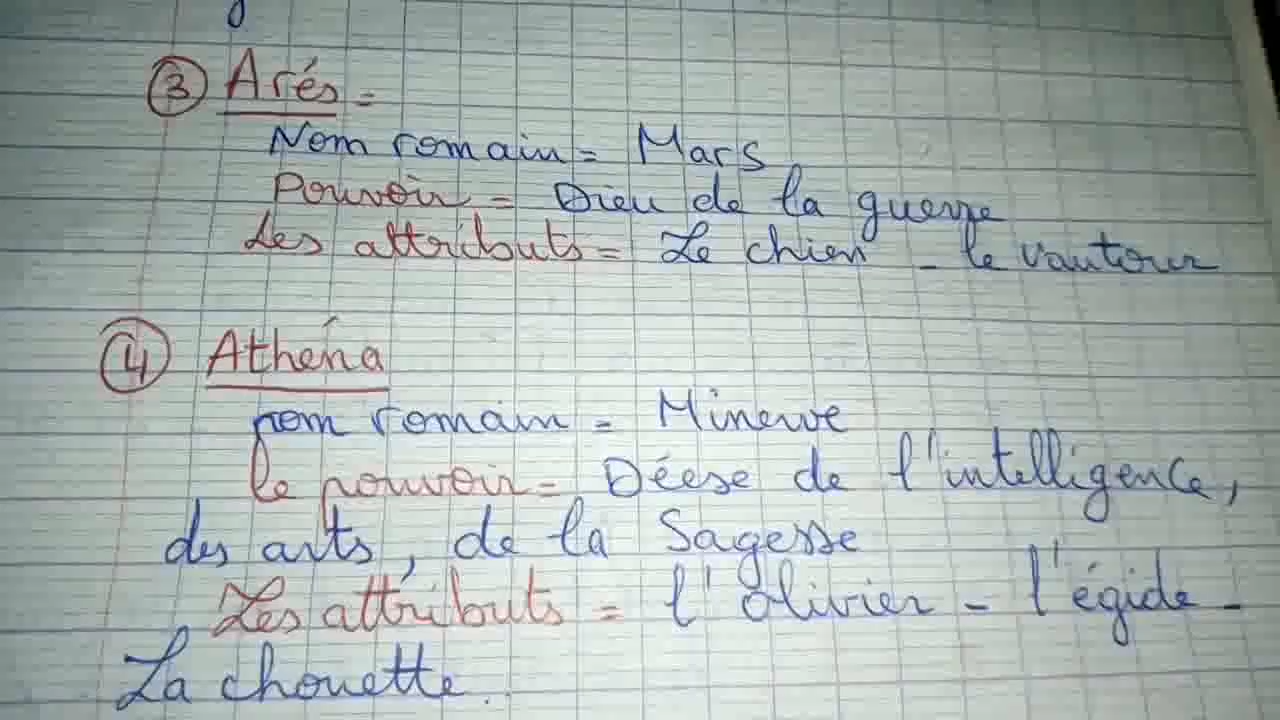 ③ Arés =
Nom romain = Mars
Pouvoir = Dieu de la guerre
Les attributs = Le chien - le vautour
④ Athéna
nom romain = Minerve
le pouvoir = Déese de l'intelligence,
des arts, de la Sagesse
Les attributs = l'olivier - l'égide -
La chouette.